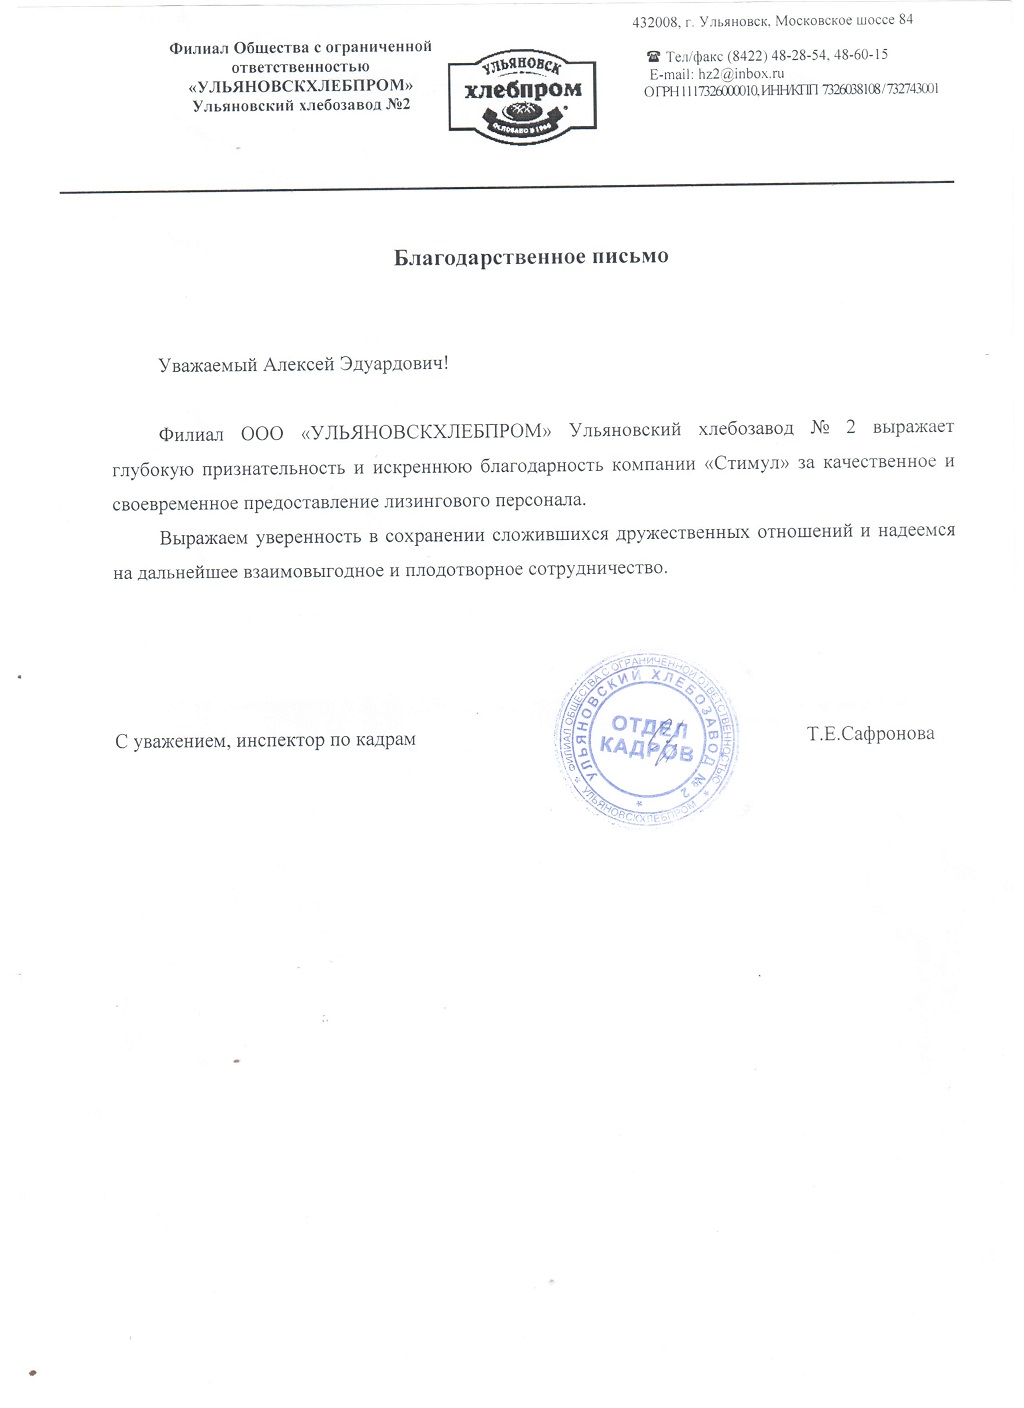 432008, г. Ульяновск, Московское шоссе 84
Филиал Общества с ограниченной
ответственностью
«УЛЬЯНОВСКХЛЕБПРОМ»
Ульяновский хлебозавод №2
УЛЬЯНОВСК
хлебпром
☎ Тел/факс (8422) 48-28-54, 48-60-15
E-mail: hz2@inbox.ru
ОГРН 1117326000010, ИНН/КПП 7326038108 / 732743001
Благодарственное письмо
Уважаемый Алексей Эдуардович!
Филиал ООО «УЛЬЯНОВСКХЛЕБПРОМ» Ульяновский хлебозавод № 2 выражает
глубокую признательность и искреннюю благодарность компании «Стимул» за качественное и
своевременное предоставление лизингового персонала.
Выражаем уверенность в сохранении сложившихся дружественных отношений и надеемся
на дальнейшее взаимовыгодное и плодотворное сотрудничество.
С уважением, инспектор по кадрам
Т.Е.Сафронова
ФИЛИАЛ ОБЩЕСТВА С ОГРАНИЧЕННОЙ ОТВЕТСТВЕННОСТЬЮ
* УЛЬЯНОВСКХЛЕБПРОМ *
УЛЬЯНОВСКИЙ ХЛЕБОЗАВОД № 2 *
ОТДЕЛ
КАДРОВ